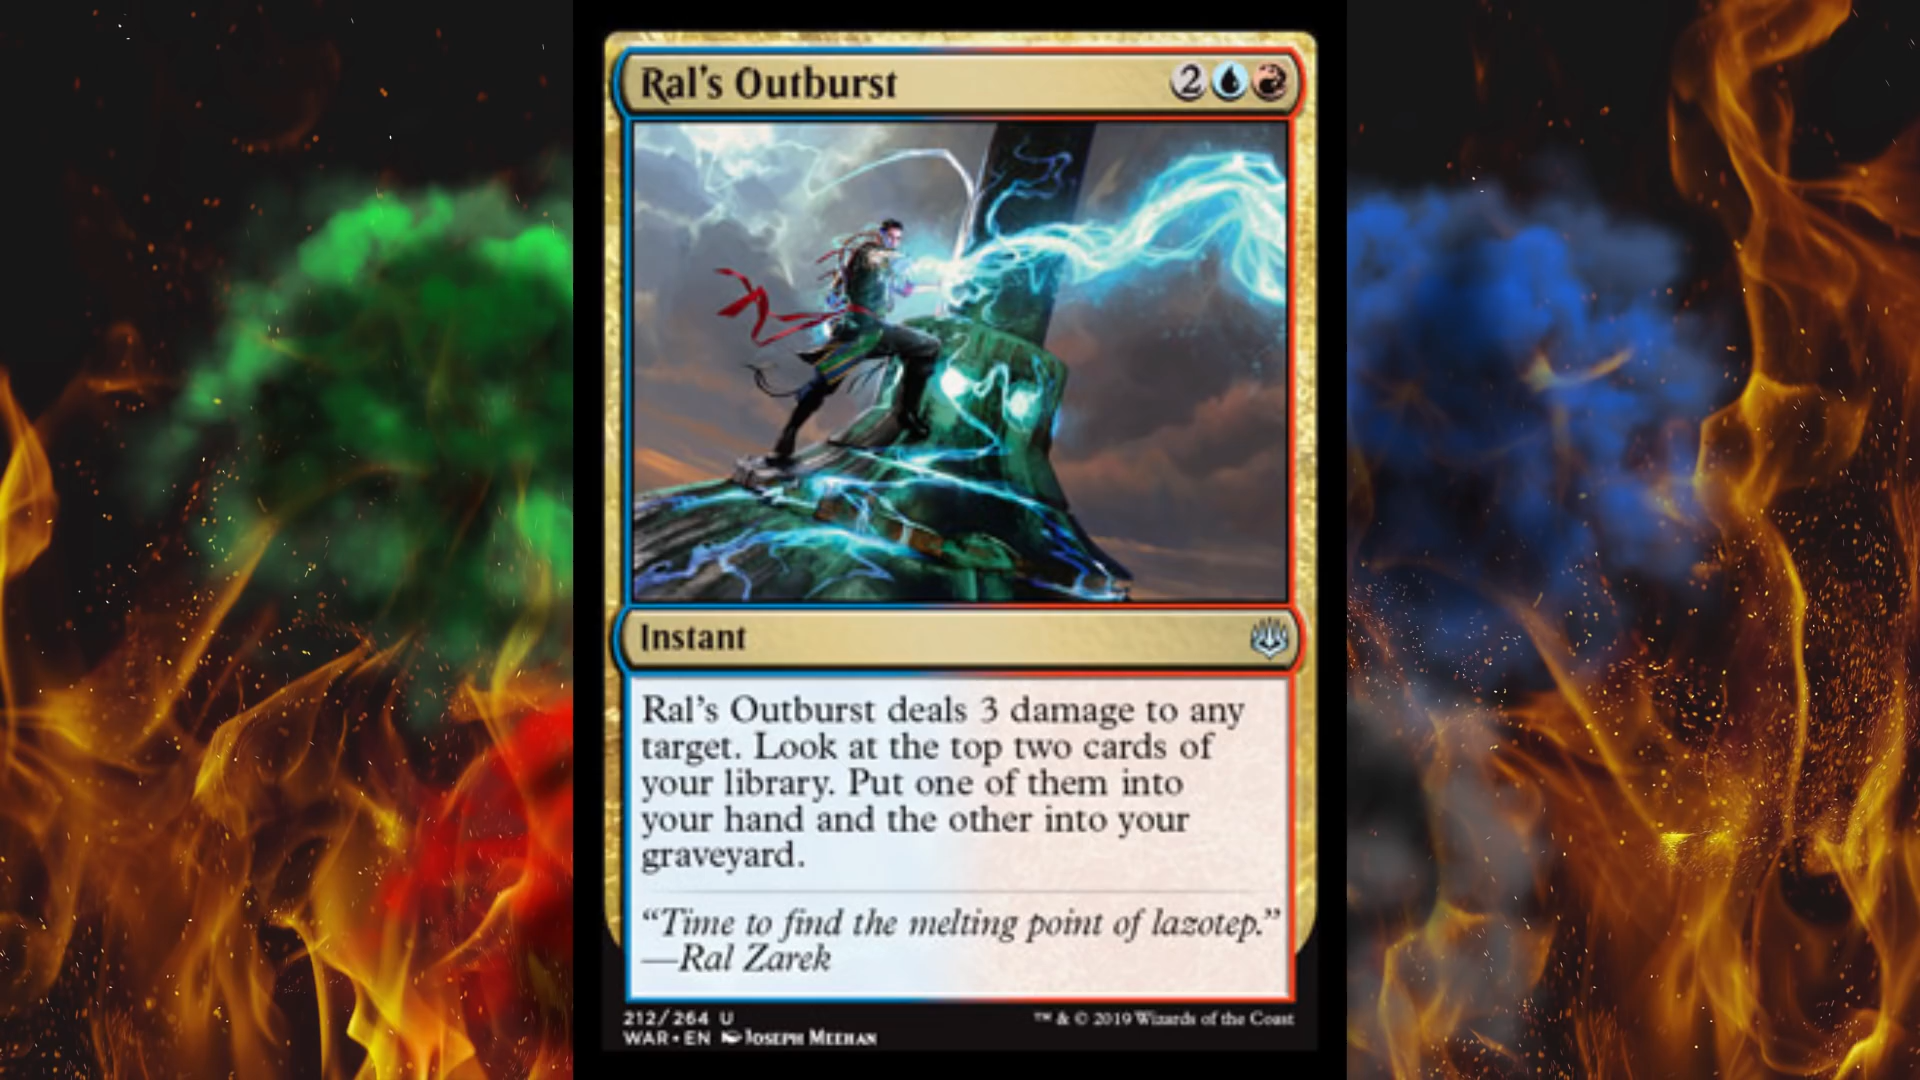 Ral's Outburst 2
Instant
Ral's Outburst deals 3 damage to any
target. Look at the top two cards of
your library. Put one of them into
your hand and the other into your
graveyard.
“Time to find the melting point of lazotep.”
—Ral Zarek
212/264 U
™ & © 2019 Wizards of the Coast
WAR • EN Joseph Meehan